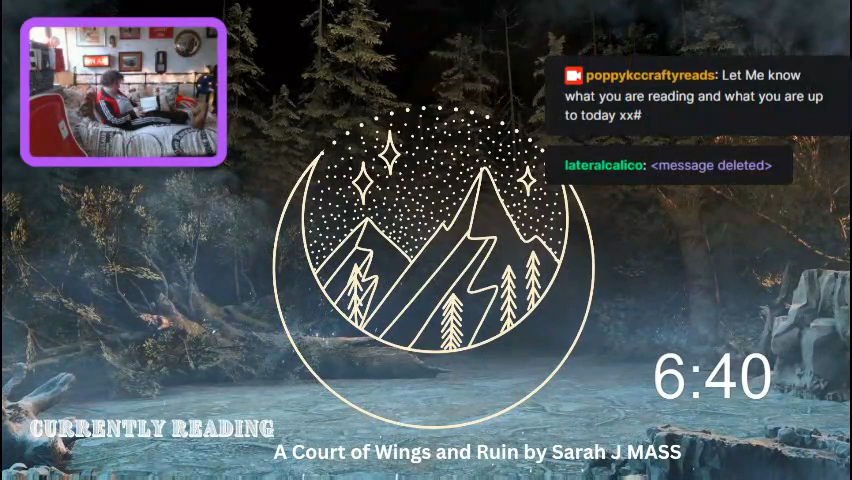 poppykccraftyreads: Let Me know
what you are reading and what you are up
to today xx#
lateralcalico: <message deleted>
6:40
CURRENTLY READING
A Court of Wings and Ruin by Sarah J MASS